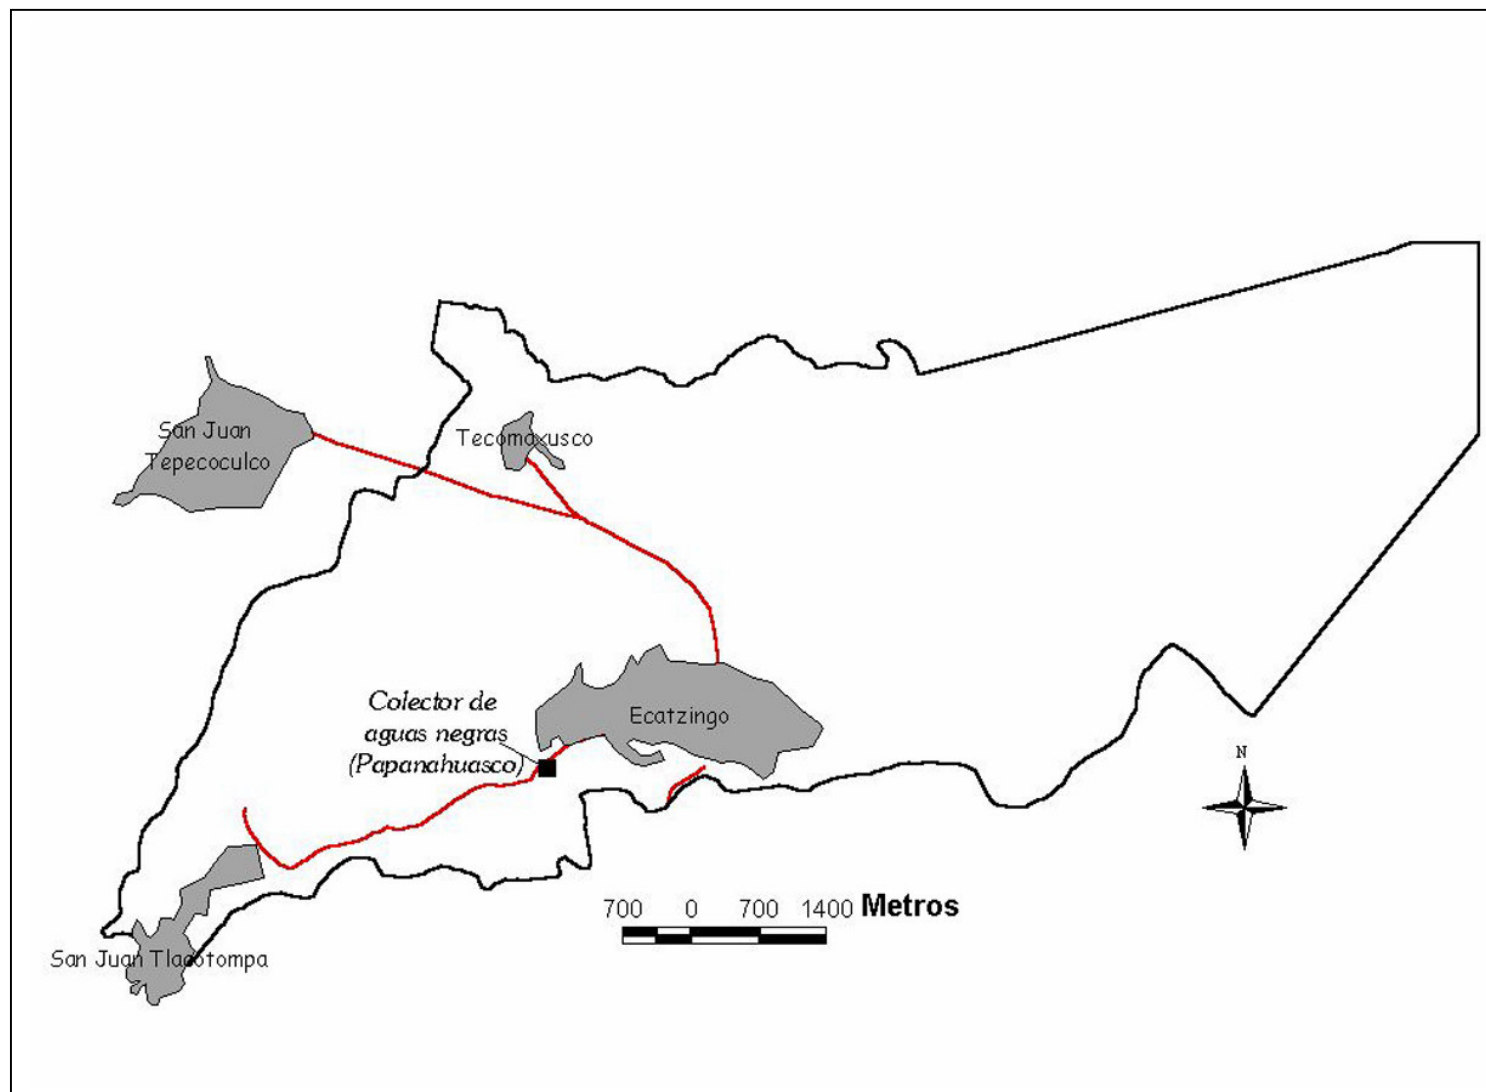 San Juan
Tepecoculco
Tecomaxusco
Colector de
aguas negras
(Papanahuasco)
Ecatzingo
N
700 0 700 1400 Metros
San Juan Tlacotompa